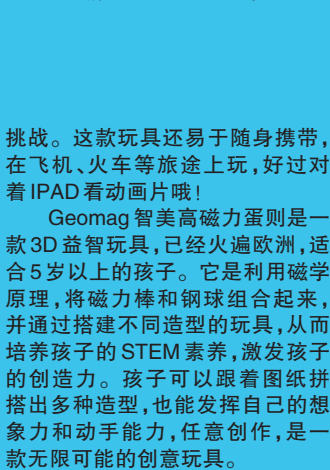 挑战。这款玩具还易于随身携带，
在飞机、火车等旅途上玩，好过对
着IPAD看动画片哦！
Geomag智美高磁力蛋则是一
款3D益智玩具，已经火遍欧洲，适
合5岁以上的孩子。它是利用磁学
原理，将磁力棒和钢球组合起来，
并通过搭建不同造型的玩具，从而
培养孩子的STEM素养，激发孩子
的创造力。孩子可以跟着图纸拼
搭出多种造型，也能发挥自己的想
象力和动手能力，任意创作，是一
款无限可能的创意玩具。